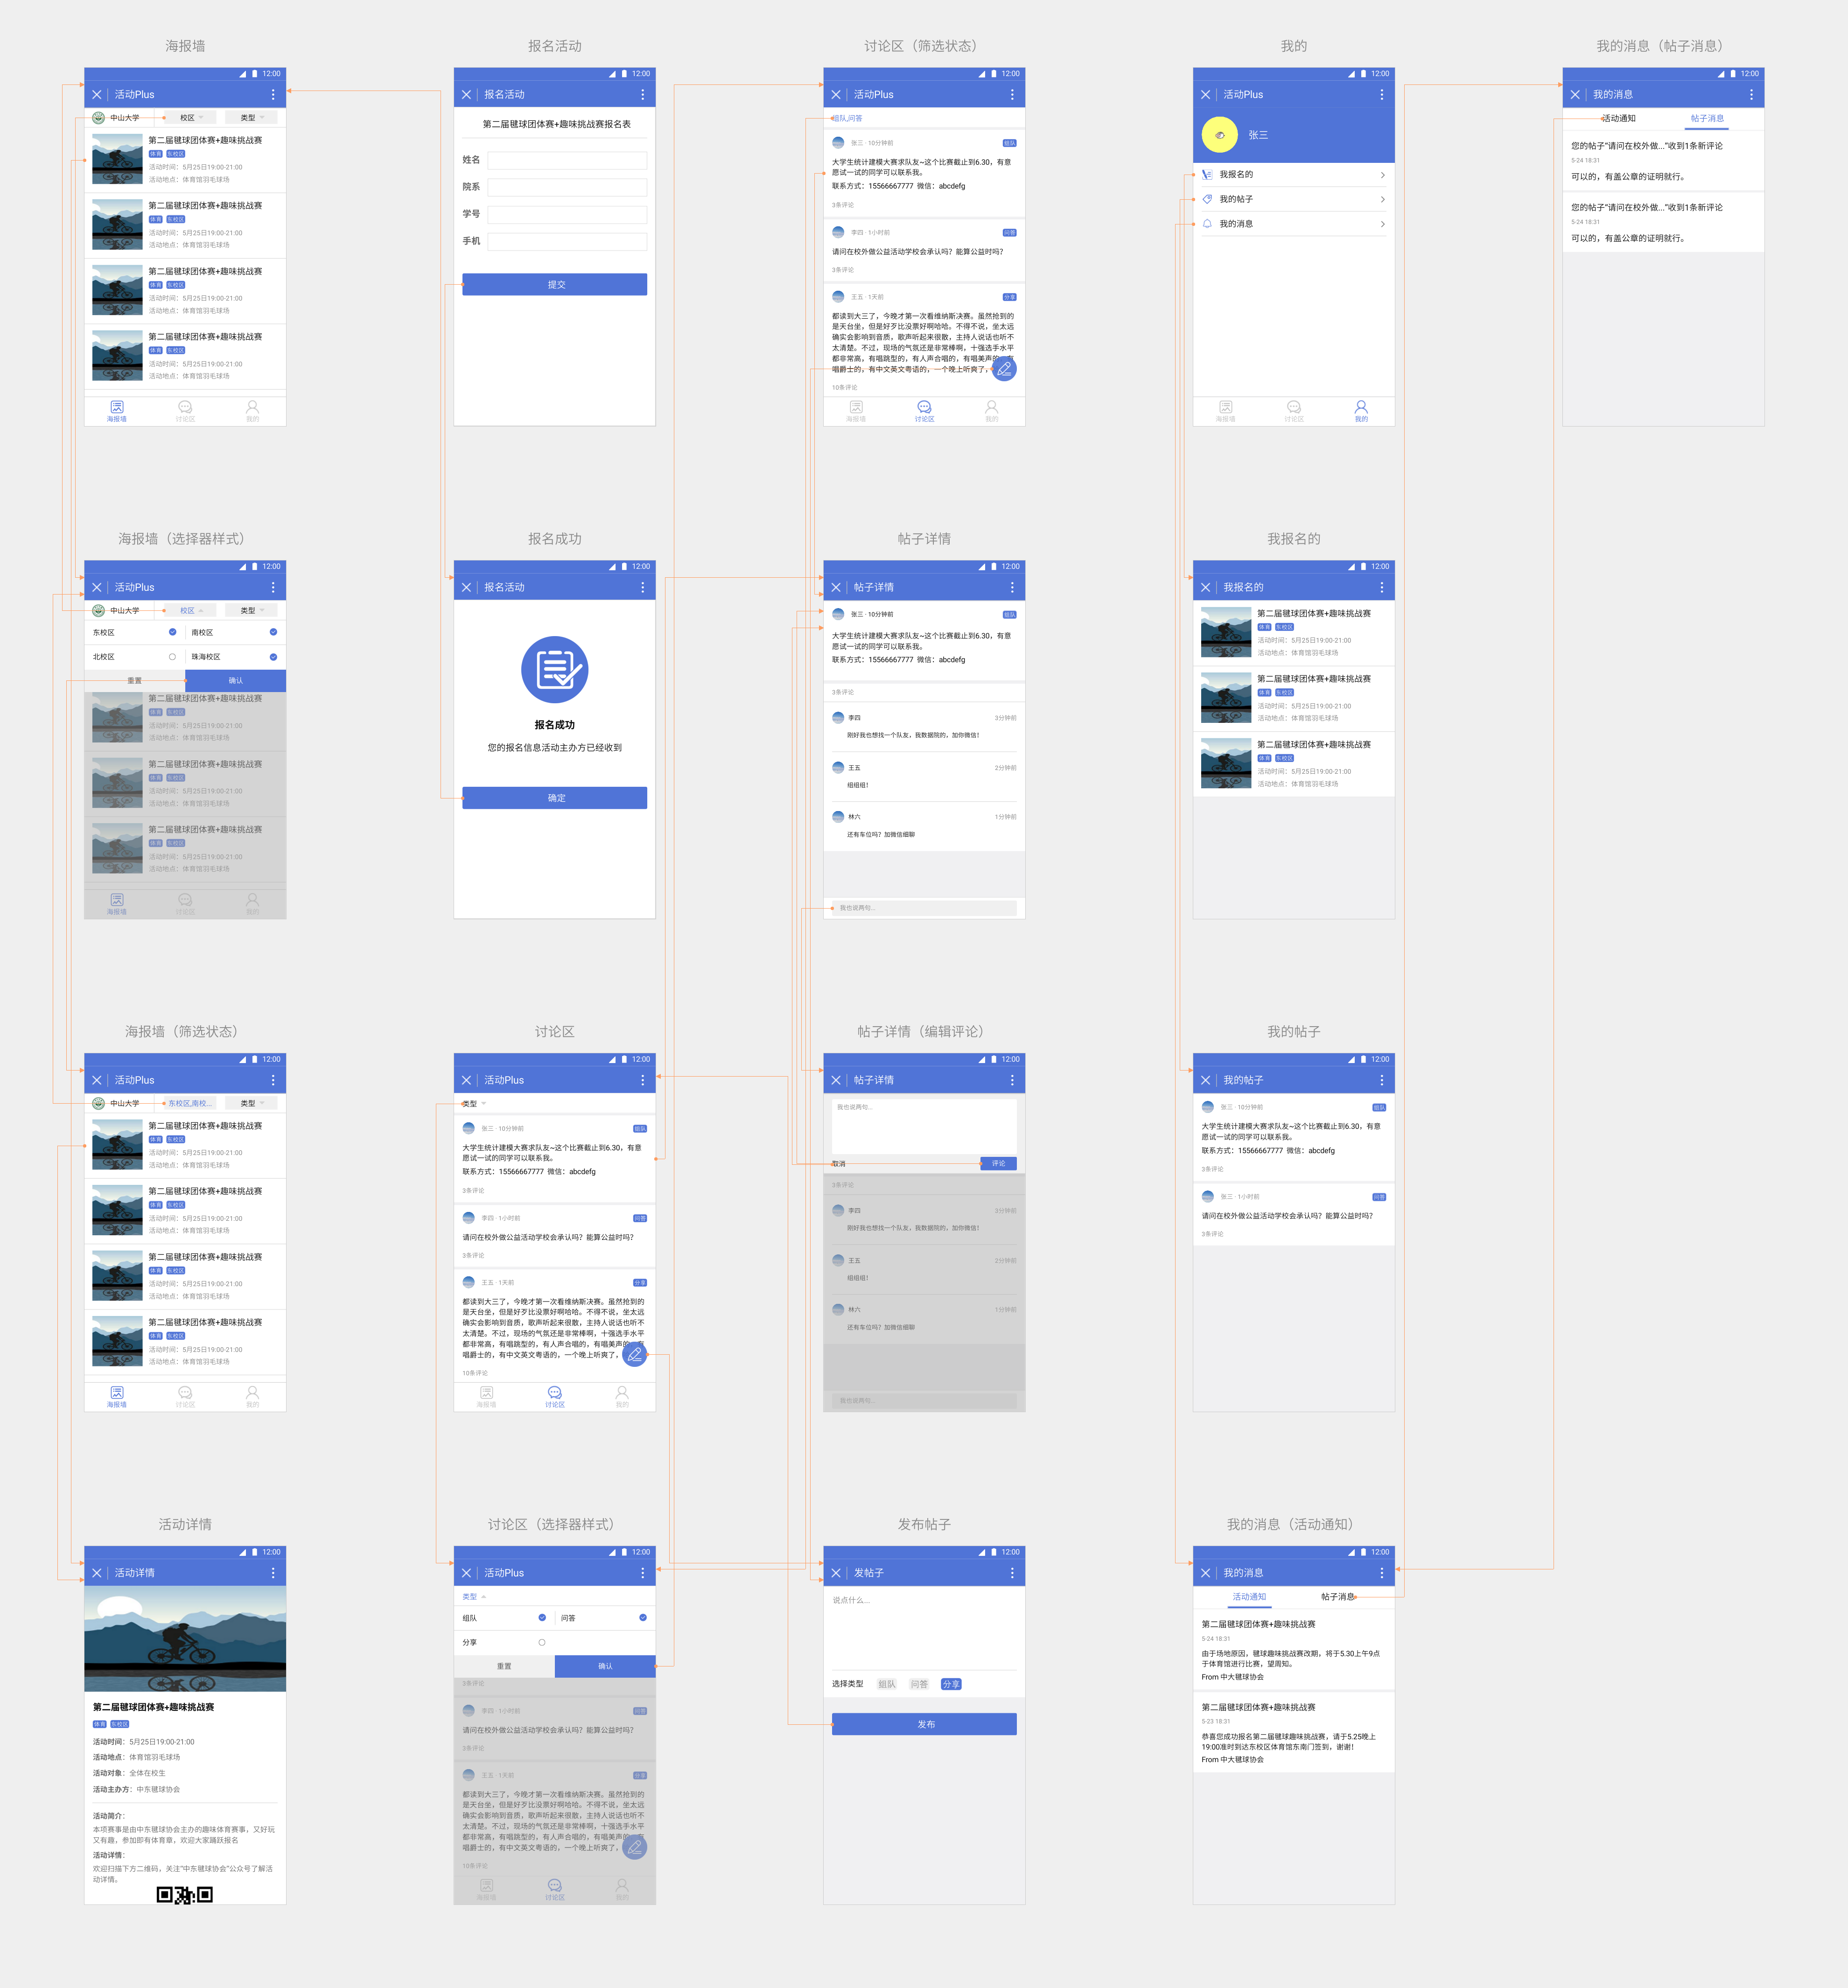 海报墙
12:00
活动Plus
中山大学
校区
类型
第二届毽球团体赛+趣味挑战赛
体育 东校区
活动时间：5月25日19:00-21:00
活动地点：体育馆羽毛球场
第二届毽球团体赛+趣味挑战赛
体育 东校区
活动时间：5月25日19:00-21:00
活动地点：体育馆羽毛球场
第二届毽球团体赛+趣味挑战赛
体育 东校区
活动时间：5月25日19:00-21:00
活动地点：体育馆羽毛球场
第二届毽球团体赛+趣味挑战赛
体育 东校区
活动时间：5月25日19:00-21:00
活动地点：体育馆羽毛球场
海报墙 讨论区 我的
报名活动
12:00
报名活动
第二届毽球团体赛+趣味挑战赛报名表
姓名
院系
学号
手机
提交
讨论区（筛选状态）
12:00
活动Plus
组队,问答
张三 · 10分钟前 组队
大学生统计建模大赛求队友~这个比赛截止到6.30，有意
愿试一试的同学可以联系我。
联系方式：15566667777 微信：abcdefg
3条评论
李四 · 1小时前 问答
请问在校外做公益活动学校会承认吗？能算公益时吗？
3条评论
王五 · 1天前 分享
都读到大三了，今晚才第一次看维纳斯决赛。虽然抢到的
是天台坐，但是好歹比没票好啊哈哈。不得不说，坐太远
确实会影响到音质，歌声听起来很散，主持人说话也听不
太清楚。不过，现场的气氛还是非常棒啊，十强选手水平
都非常高，有唱跳型的，有人声合唱的，有唱美声的，有
唱爵士的，有中文英文粤语的，一个晚上听爽了，
10条评论
海报墙 讨论区 我的
我的
12:00
活动Plus
张三
我报名的
我的帖子
我的消息
海报墙 讨论区 我的
我的消息（帖子消息）
12:00
我的消息
活动通知 帖子消息
您的帖子“请问在校外做...”收到1条新评论
5-24 18:31
可以的，有盖公章的证明就行。
您的帖子“请问在校外做...”收到1条新评论
5-24 18:31
可以的，有盖公章的证明就行。
海报墙（选择器样式）
12:00
活动Plus
中山大学
校区
类型
东校区 南校区
北校区 珠海校区
重置 确认
第二届毽球团体赛+趣味挑战赛
体育 东校区
活动时间：5月25日19:00-21:00
活动地点：体育馆羽毛球场
第二届毽球团体赛+趣味挑战赛
体育 东校区
活动时间：5月25日19:00-21:00
活动地点：体育馆羽毛球场
第二届毽球团体赛+趣味挑战赛
体育 东校区
活动时间：5月25日19:00-21:00
活动地点：体育馆羽毛球场
海报墙 讨论区 我的
报名成功
12:00
报名活动
报名成功
您的报名信息活动主办方已经收到
确定
帖子详情
12:00
帖子详情
张三 · 10分钟前 组队
大学生统计建模大赛求队友~这个比赛截止到6.30，有意
愿试一试的同学可以联系我。
联系方式：15566667777 微信：abcdefg
3条评论
李四 3分钟前
刚好我也想找一个队友，我数据院的，加你微信！
王五 2分钟前
组组组！
林六 1分钟前
还有车位吗？加微信细聊
我也说两句...
我报名的
12:00
我报名的
第二届毽球团体赛+趣味挑战赛
体育 东校区
活动时间：5月25日19:00-21:00
活动地点：体育馆羽毛球场
第二届毽球团体赛+趣味挑战赛
体育 东校区
活动时间：5月25日19:00-21:00
活动地点：体育馆羽毛球场
第二届毽球团体赛+趣味挑战赛
体育 东校区
活动时间：5月25日19:00-21:00
活动地点：体育馆羽毛球场
海报墙（筛选状态）
12:00
活动Plus
中山大学
东校区,南校...
类型
第二届毽球团体赛+趣味挑战赛
体育 东校区
活动时间：5月25日19:00-21:00
活动地点：体育馆羽毛球场
第二届毽球团体赛+趣味挑战赛
体育 东校区
活动时间：5月25日19:00-21:00
活动地点：体育馆羽毛球场
第二届毽球团体赛+趣味挑战赛
体育 东校区
活动时间：5月25日19:00-21:00
活动地点：体育馆羽毛球场
第二届毽球团体赛+趣味挑战赛
体育 东校区
活动时间：5月25日19:00-21:00
活动地点：体育馆羽毛球场
海报墙 讨论区 我的
讨论区
12:00
活动Plus
类型
张三 · 10分钟前 组队
大学生统计建模大赛求队友~这个比赛截止到6.30，有意
愿试一试的同学可以联系我。
联系方式：15566667777 微信：abcdefg
3条评论
李四 · 1小时前 问答
请问在校外做公益活动学校会承认吗？能算公益时吗？
3条评论
王五 · 1天前 分享
都读到大三了，今晚才第一次看维纳斯决赛。虽然抢到的
是天台坐，但是好歹比没票好啊哈哈。不得不说，坐太远
确实会影响到音质，歌声听起来很散，主持人说话也听不
太清楚。不过，现场的气氛还是非常棒啊，十强选手水平
都非常高，有唱跳型的，有人声合唱的，有唱美声的，有
唱爵士的，有中文英文粤语的，一个晚上听爽了，
10条评论
海报墙 讨论区 我的
帖子详情（编辑评论）
12:00
帖子详情
我也说两句...
取消 评论
3条评论
李四 3分钟前
刚好我也想找一个队友，我数据院的，加你微信！
王五 2分钟前
组组组！
林六 1分钟前
还有车位吗？加微信细聊
我也说两句...
我的帖子
12:00
我的帖子
张三 · 10分钟前 组队
大学生统计建模大赛求队友~这个比赛截止到6.30，有意
愿试一试的同学可以联系我。
联系方式：15566667777 微信：abcdefg
3条评论
张三 · 1小时前 问答
请问在校外做公益活动学校会承认吗？能算公益时吗？
3条评论
活动详情
12:00
活动详情
第二届毽球团体赛+趣味挑战赛
体育 东校区
活动时间：5月25日19:00-21:00
活动地点：体育馆羽毛球场
活动对象：全体在校生
活动主办方：中东毽球协会
活动简介：
本项赛事是由中东毽球协会主办的趣味体育赛事，又好玩
又有趣，参加即有体育章，欢迎大家踊跃报名
活动详情：
欢迎扫描下方二维码，关注“中东毽球协会”公众号了解活
动详情。
讨论区（选择器样式）
12:00
活动Plus
类型
组队 问答
分享
重置 确认
3条评论
李四 · 1小时前 问答
请问在校外做公益活动学校会承认吗？能算公益时吗？
3条评论
王五 · 1天前 分享
都读到大三了，今晚才第一次看维纳斯决赛。虽然抢到的
是天台坐，但是好歹比没票好啊哈哈。不得不说，坐太远
确实会影响到音质，歌声听起来很散，主持人说话也听不
太清楚。不过，现场的气氛还是非常棒啊，十强选手水平
都非常高，有唱跳型的，有人声合唱的，有唱美声的，有
唱爵士的，有中文英文粤语的，一个晚上听爽了，
10条评论
海报墙 讨论区 我的
发布帖子
12:00
发帖子
说点什么...
选择类型 组队 问答 分享
发布
我的消息（活动通知）
12:00
我的消息
活动通知 帖子消息
第二届毽球团体赛+趣味挑战赛
5-24 18:31
由于场地原因，毽球趣味挑战赛改期，将于5.30上午9点
于体育馆进行比赛，望周知。
From 中大毽球协会
第二届毽球团体赛+趣味挑战赛
5-23 18:31
恭喜您成功报名第二届毽球趣味挑战赛，请于5.25晚上
19:00准时到达东校区体育馆东南门签到，谢谢！
From 中大毽球协会